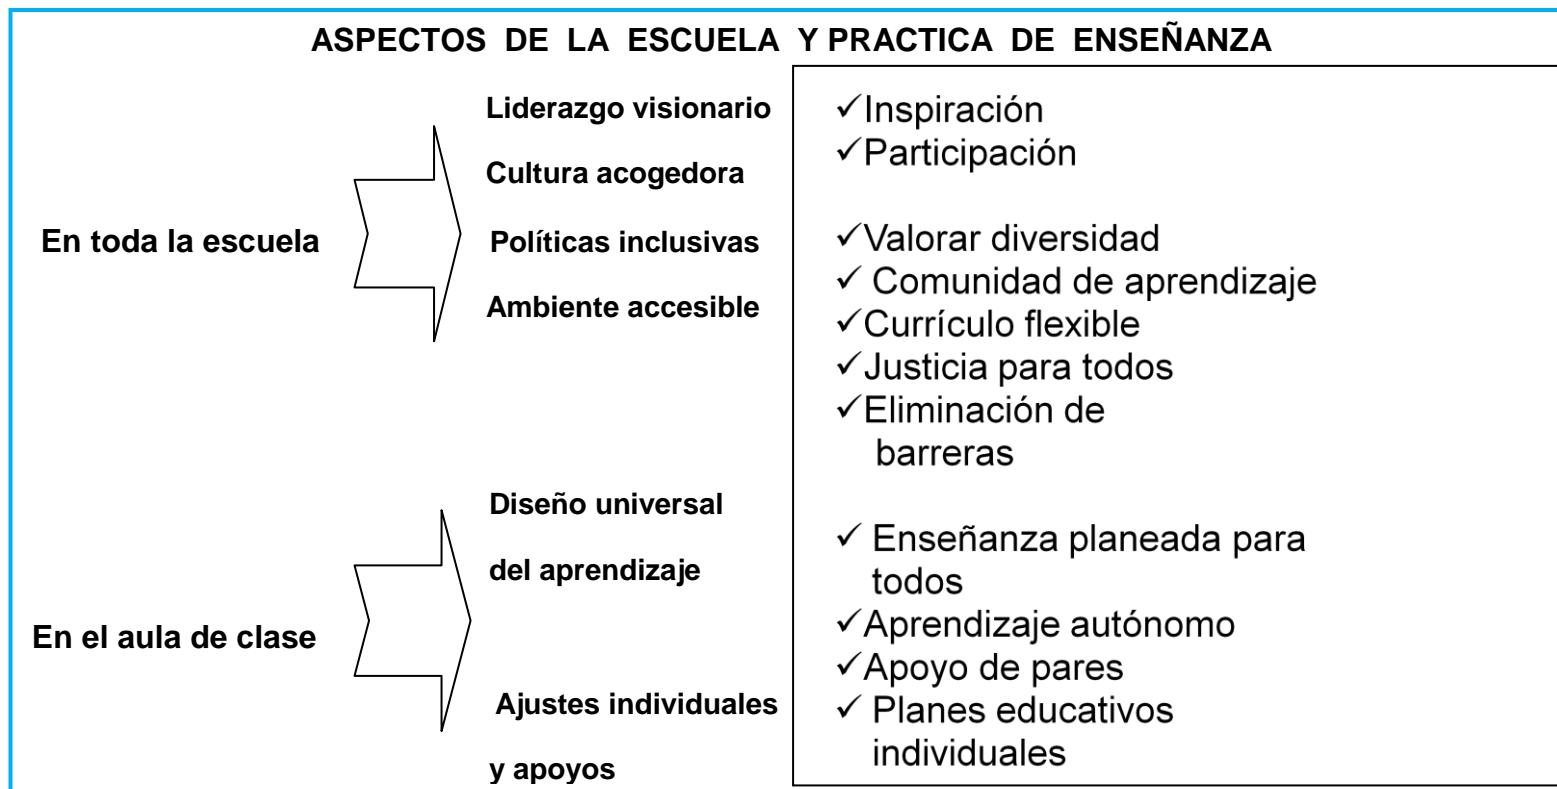 ASPECTOS DE LA ESCUELA Y PRACTICA DE ENSEÑANZA
En toda la escuela
Liderazgo visionario
Cultura acogedora
Políticas inclusivas
Ambiente accesible
✓Inspiración
✓Participación
✓Valorar diversidad
✓ Comunidad de aprendizaje
✓Currículo flexible
✓Justicia para todos
✓Eliminación de
barreras
En el aula de clase
Diseño universal
del aprendizaje
Ajustes individuales
y apoyos
✓ Enseñanza planeada para
todos
✓Aprendizaje autónomo
✓Apoyo de pares
✓ Planes educativos
individuales